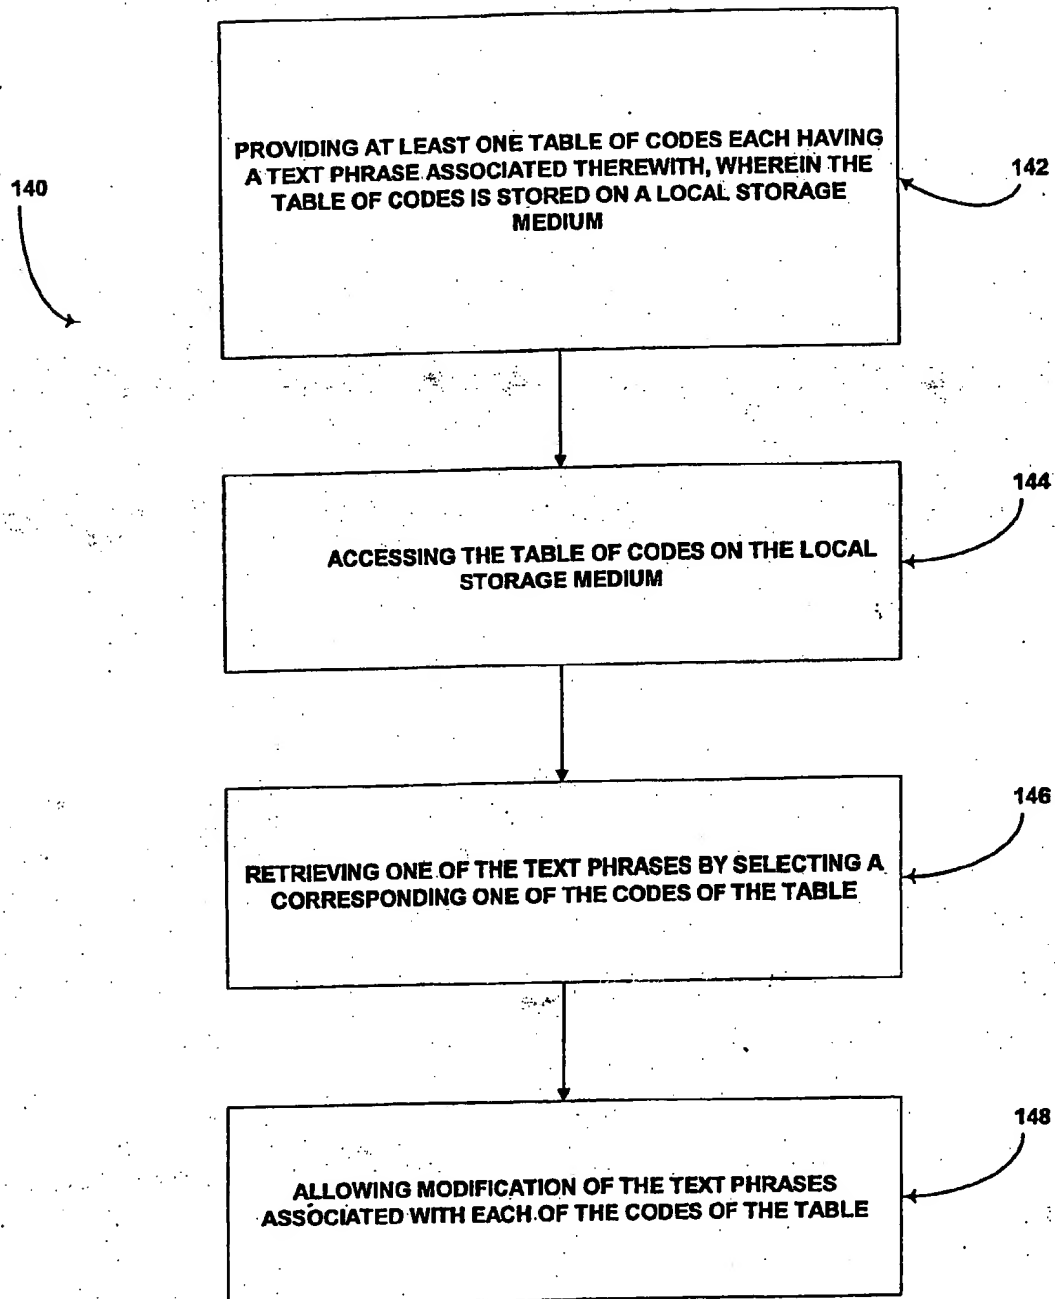 PROVIDING AT LEAST ONE TABLE OF CODES EACH HAVING
A TEXT PHRASE ASSOCIATED THEREWITH, WHEREIN THE
TABLE OF CODES IS STORED ON A LOCAL STORAGE
MEDIUM
140
142
ACCESSING THE TABLE OF CODES ON THE LOCAL
STORAGE MEDIUM
144
RETRIEVING ONE OF THE TEXT PHRASES BY SELECTING A
CORRESPONDING ONE OF THE CODES OF THE TABLE
146
ALLOWING MODIFICATION OF THE TEXT PHRASES
ASSOCIATED WITH EACH OF THE CODES OF THE TABLE
148